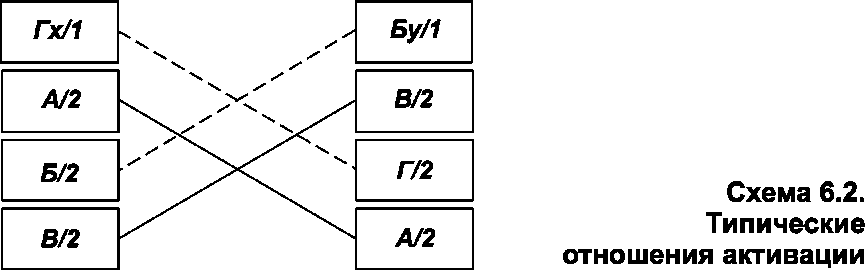 Гх/1
А/2
Б/2
В/2
Бу/1
В/2
Г/2
А/2
Схема 6.2.
Типические
отношения активации